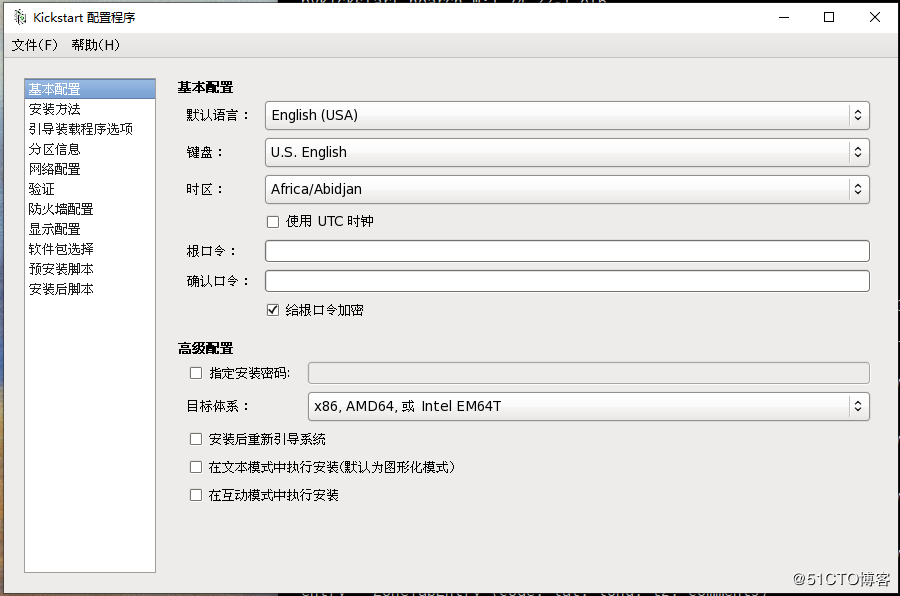 Kickstart 配置程序
文件(F) 帮助(H)
基本配置
安装方法
引导装载程序选项
分区信息
网络配置
验证
防火墙配置
显示配置
软件包选择
预安装脚本
安装后脚本
基本配置
默认语言： English (USA)
键盘： U.S. English
时区： Africa/Abidjan
使用 UTC 时钟
根口令：
确认口令：
给根口令加密
高级配置
指定安装密码:
目标体系： x86, AMD64, 或 Intel EM64T
安装后重新引导系统
在文本模式中执行安装(默认为图形化模式)
在互动模式中执行安装
@51CTO博客